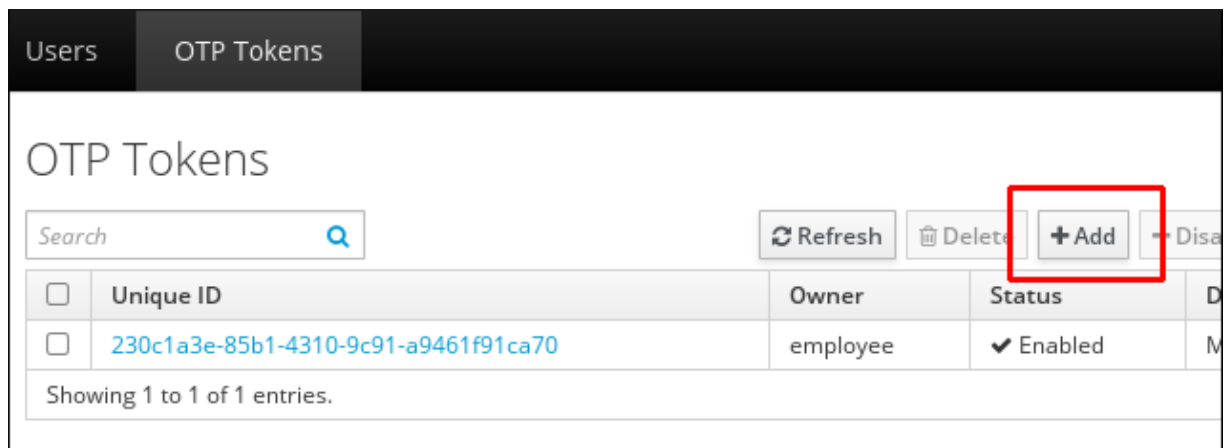 Users OTP Tokens
OTP Tokens
Search Refresh Delete Add
Unique ID Owner Status
230c1a3e-85b1-4310-9c91-a9461f91ca70 employee Enabled
Showing 1 to 1 of 1 entries.